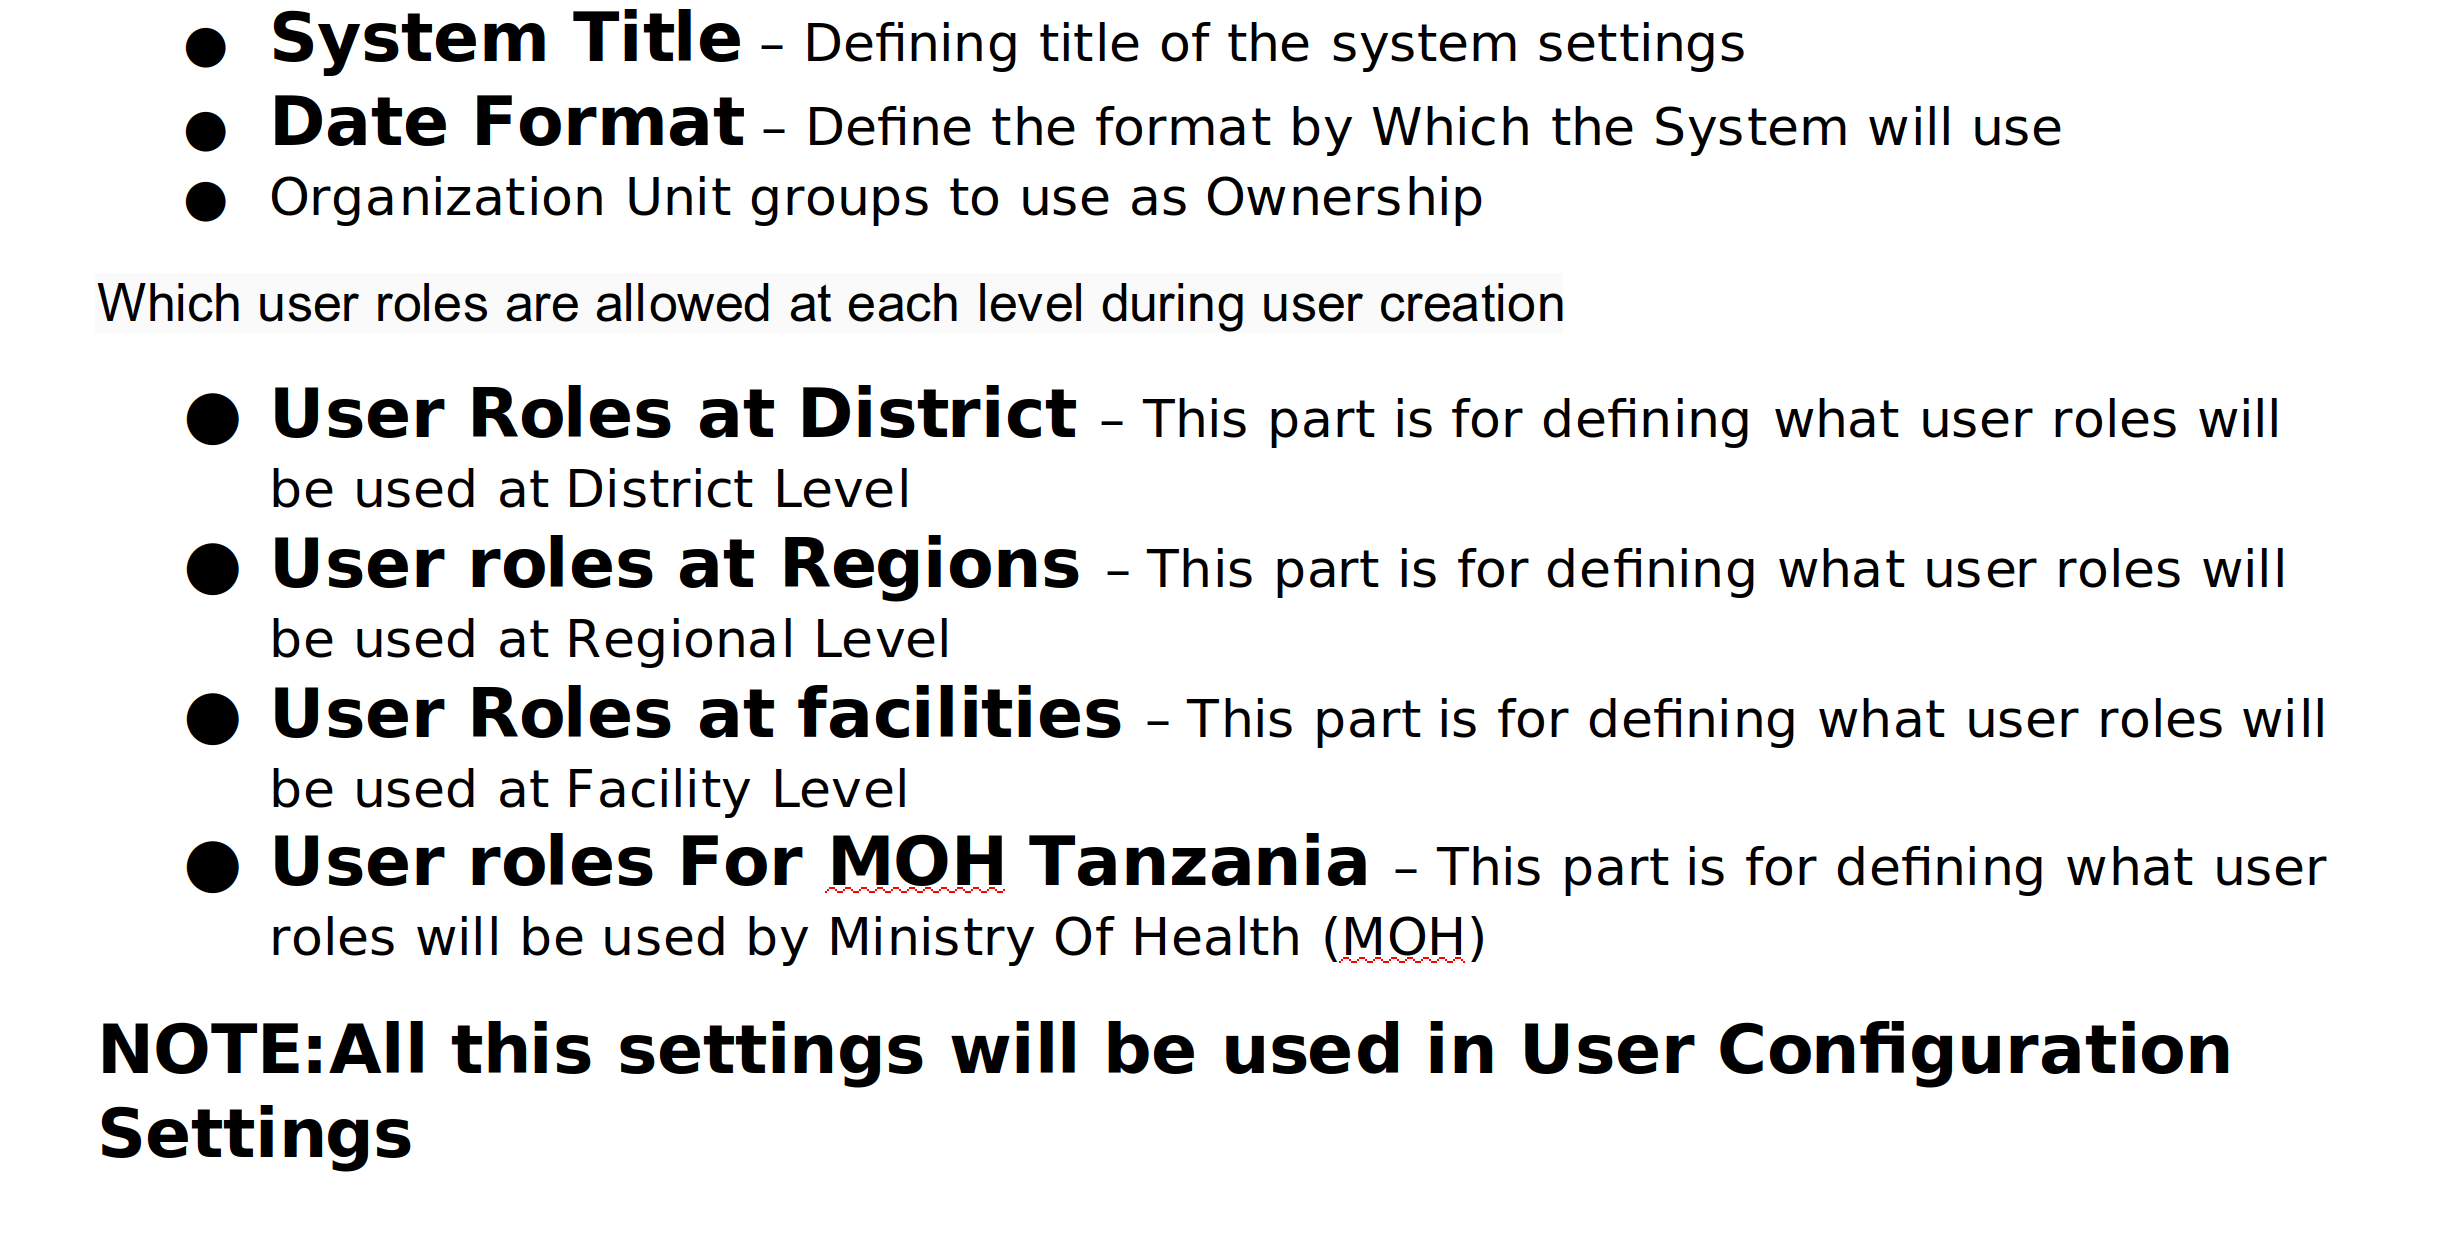 ● System Title – Defining title of the system settings
● Date Format – Define the format by Which the System will use
● Organization Unit groups to use as Ownership
Which user roles are allowed at each level during user creation
● User Roles at District – This part is for defining what user roles will
be used at District Level
● User roles at Regions – This part is for defining what user roles will
be used at Regional Level
● User Roles at facilities – This part is for defining what user roles will
be used at Facility Level
● User roles For MOH Tanzania – This part is for defining what user
roles will be used by Ministry Of Health (MOH)
NOTE:All this settings will be used in User Configuration
Settings